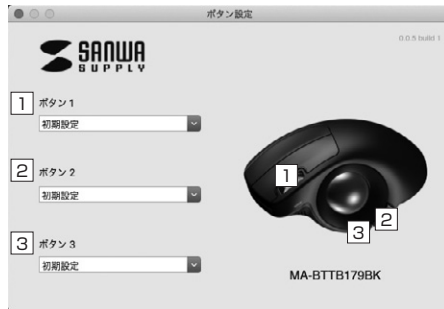 ボタン設定
0.0.5 build 1
SANWA
SUPPLY
1 ボタン 1
初期設定
2 ボタン 2
初期設定
3 ボタン 3
初期設定
1
2
3
MA-BTTB179BK